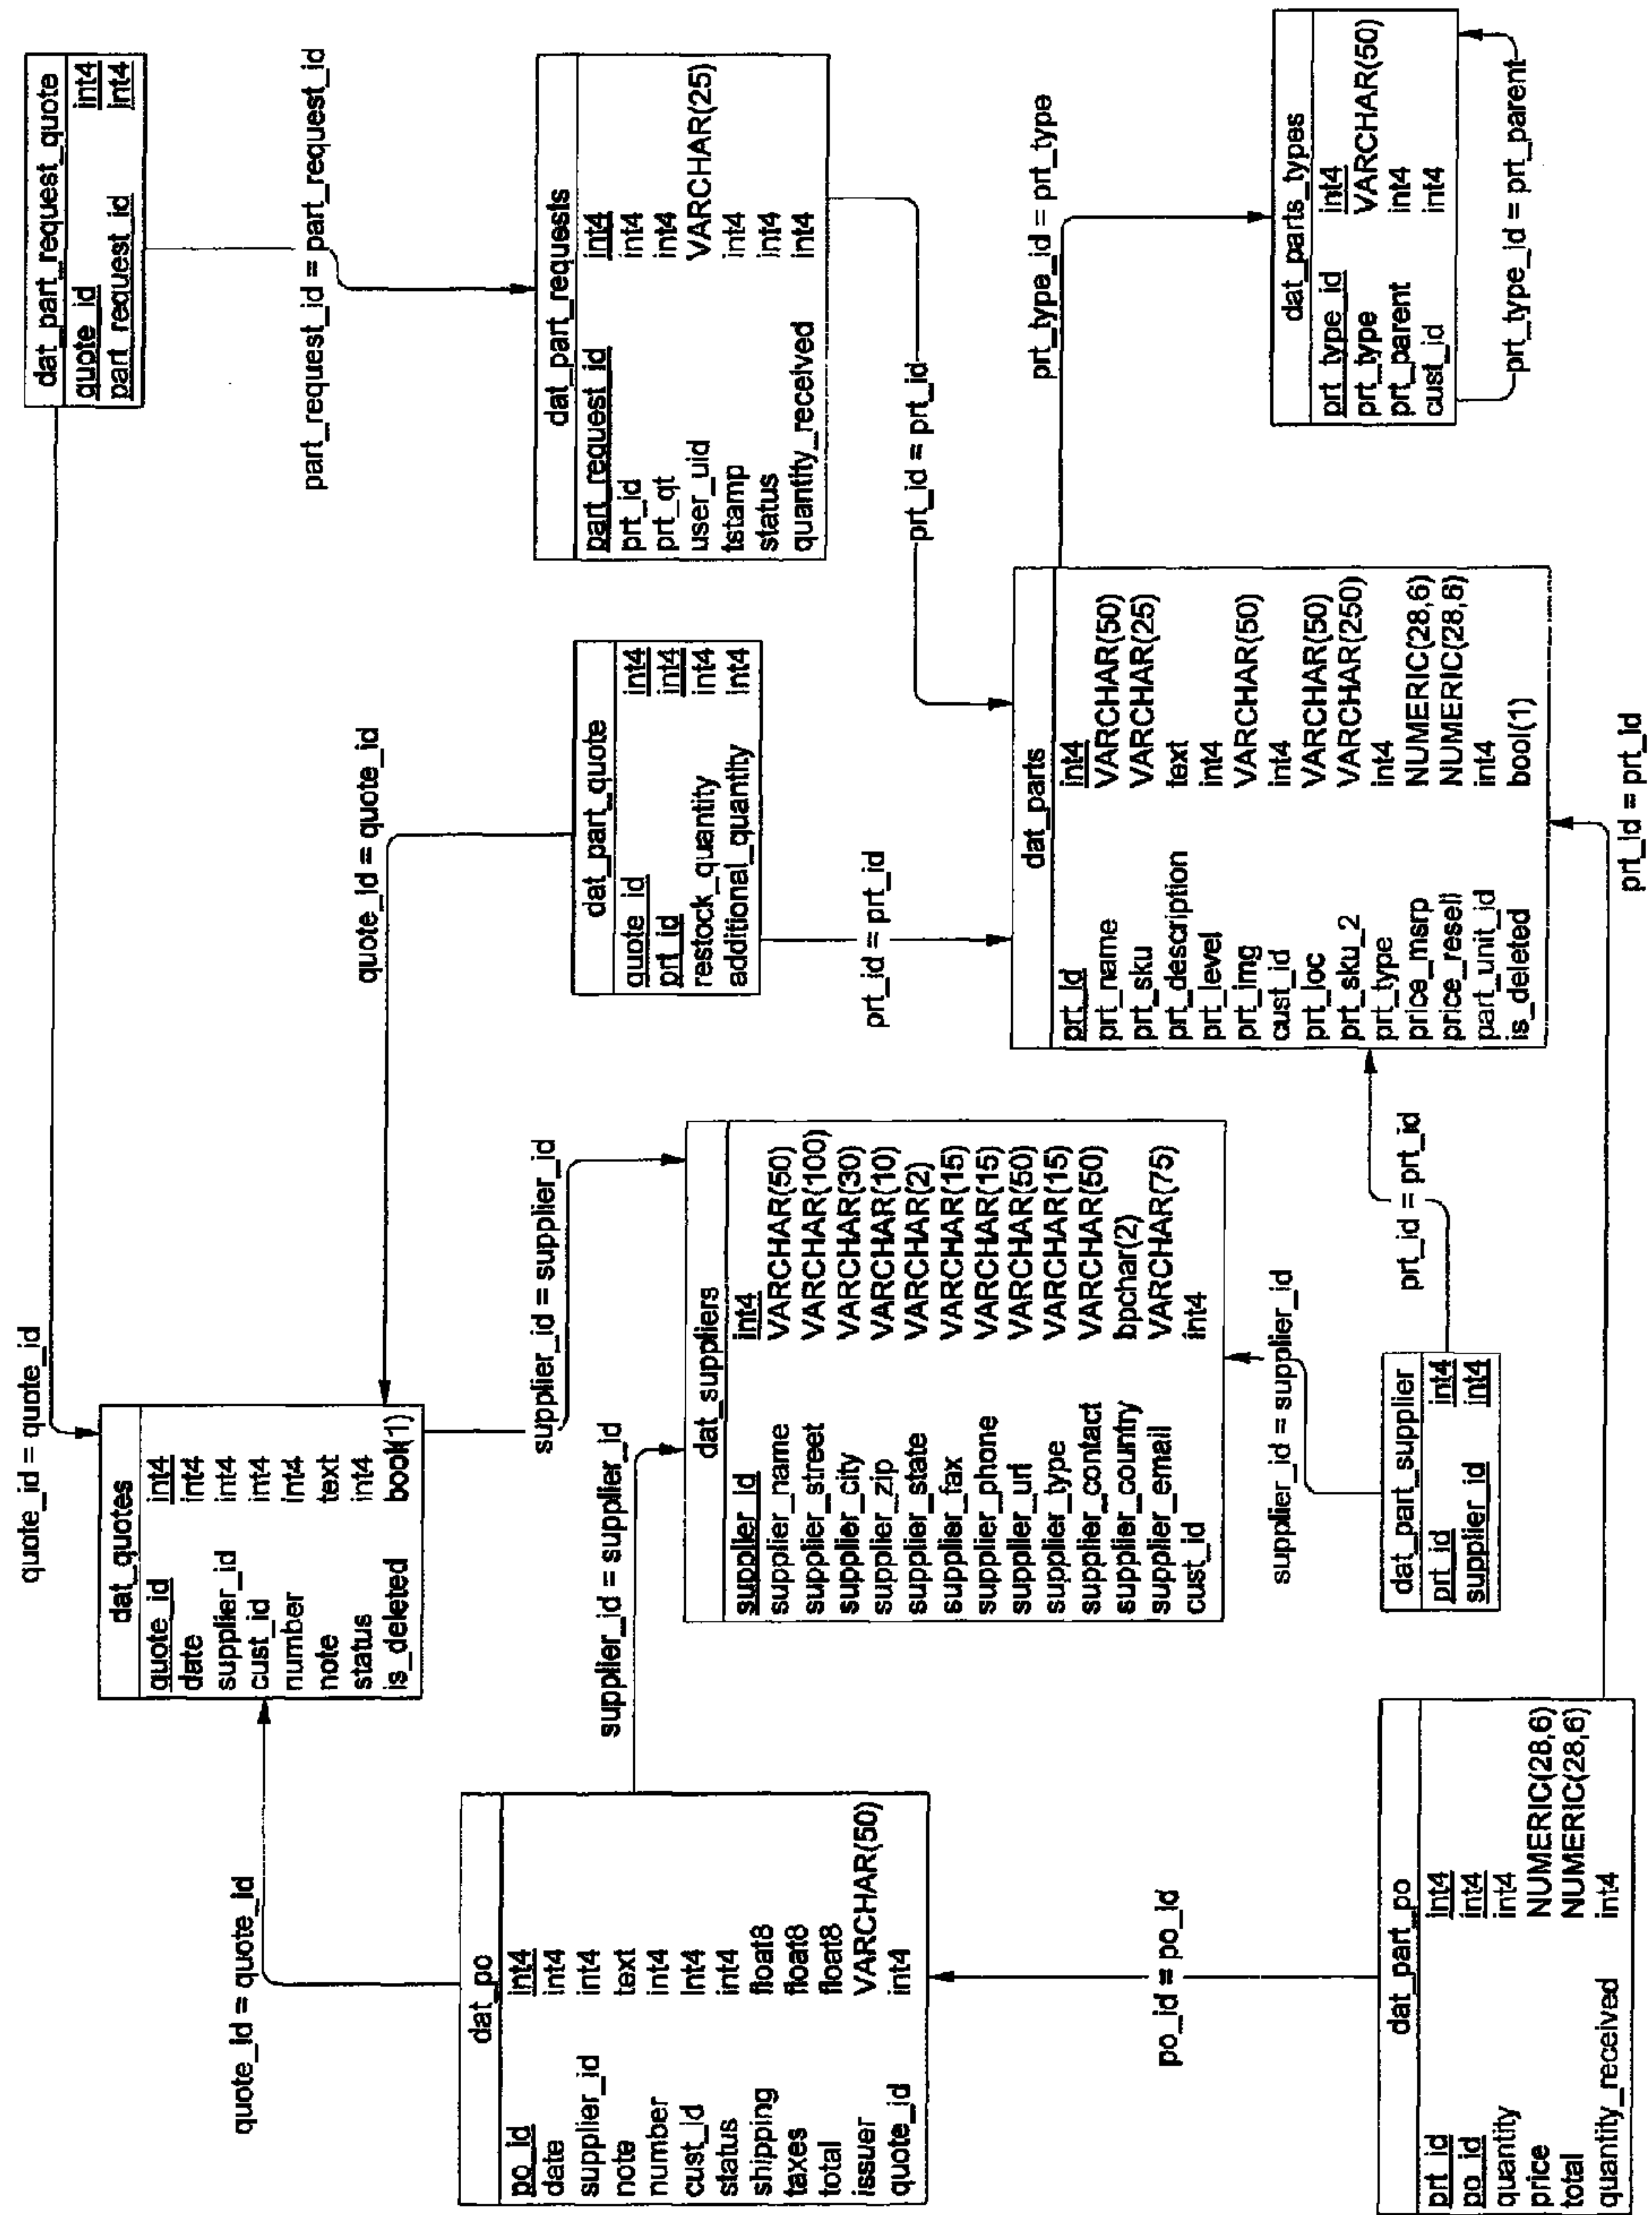 quote_id = quote_id
quote_id = quote_id
dat_po
po_id int4
date int4
supplier_id int4
note text
number int4
cust_id int4
status int4
shipping float8
taxes float8
total float8
issuer VARCHAR(50)
quote_id int4
dat_quotes
quote_id int4
date int4
supplier_id int4
cust_id int4
number int4
note text
status int4
is_deleted book(1)
quote_id = quote_id
dat_part_request_quote
quote_id int4
part_request_id int4
part_request_id = part_request_id
supplier_id = supplier_id
supplier_id = supplier_id
dat_part_quote
quote_id int4
prt_id int4
restock_quantity int4
additional_quantity int4
dat_part_requests
part_request_id int4
prt_id int4
prt_qt int4
user_uid VARCHAR(25)
tstamp int4
status int4
quantity_received int4
dat_suppliers
supplier_id int4
supplier_name VARCHAR(50)
supplier_street VARCHAR(100)
supplier_city VARCHAR(30)
supplier_zip VARCHAR(10)
supplier_state VARCHAR(2)
supplier_fax VARCHAR(15)
supplier_phone VARCHAR(15)
supplier_url VARCHAR(50)
supplier_type VARCHAR(15)
supplier_contact VARCHAR(50)
supplier_country bpchar(2)
supplier_email VARCHAR(75)
cust_id int4
prt_id = prt_id
prt_id = prt_id
po_id = po_id
supplier_id = supplier_id
dat_parts
prt_id int4
prt_name VARCHAR(50)
prt_sku VARCHAR(25)
prt_description text
prt_level int4
prt_img VARCHAR(50)
cust_id int4
prt_loc VARCHAR(50)
prt_sku_2 VARCHAR(250)
prt_type int4
price_msrp NUMERIC(28,6)
price_resell NUMERIC(28,6)
part_unit_id int4
is_deleted bool(1)
prt_type_id = prt_type
dat_part_po
prt_id int4
po_id int4
quantity int4
price NUMERIC(28,6)
total NUMERIC(28,6)
quantity_received int4
dat_part_supplier
prt_id int4
supplier_id int4
prt_id = prt_id
dat_parts_types
prt_type_id int4
prt_type VARCHAR(50)
prt_parent int4
cust_id int4
prt_type_id = prt_parent
prt_id = prt_id